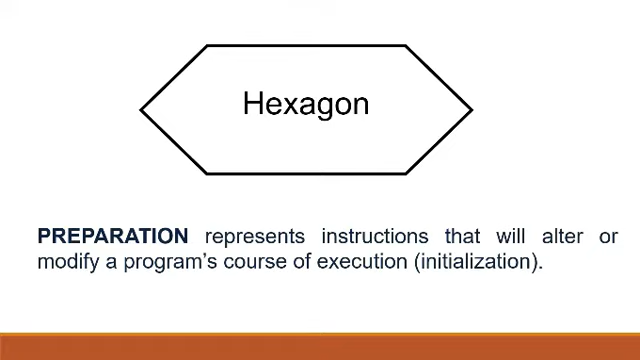 Hexagon
PREPARATION represents instructions that will alter or
modify a program's course of execution (initialization).